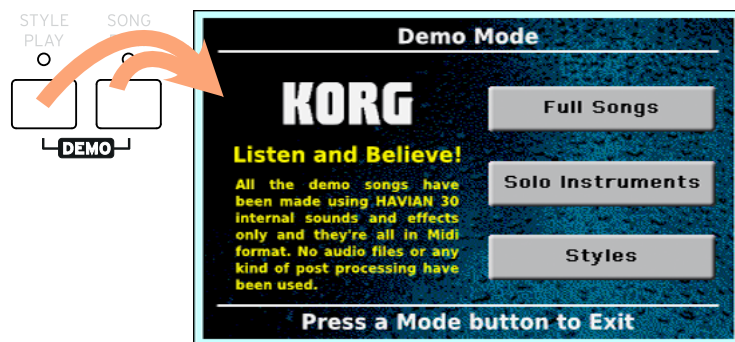 STYLE
PLAY
SONG
DEMO
Demo Mode
KORG
Listen and Believe!
All the demo songs have
been made using HAVIAN 30
internal sounds and effects
only and they're all in Midi
format. No audio files or any
kind of post processing have
been used.
Full Songs
Solo Instruments
Styles
Press a Mode button to Exit